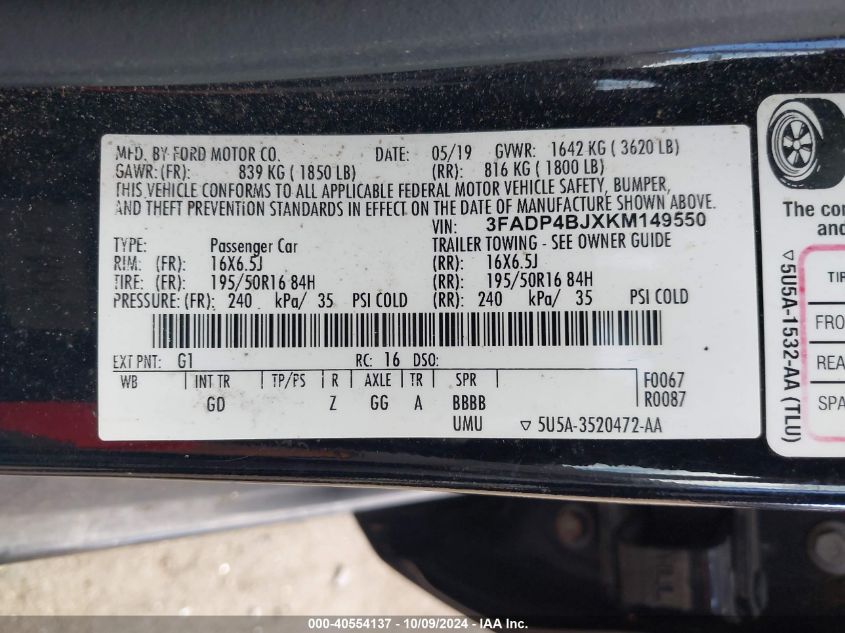 MFD. BY FORD MOTOR CO. DATE: 05/19 GVWR: 1642 KG ( 3620 LB)
GAWR: (FR): 839 KG ( 1850 LB) (RR): 816 KG ( 1800 LB)
THIS VEHICLE CONFORMS TO ALL APPLICABLE FEDERAL MOTOR VEHICLE SAFETY, BUMPER,
AND THEFT PREVENTION STANDARDS IN EFFECT ON THE DATE OF MANUFACTURE SHOWN ABOVE.
VIN: 3FADP4BJXKM149550
TYPE: Passenger Car TRAILER TOWING - SEE OWNER GUIDE
RIM: (FR): 16X6.5J (RR): 16X6.5J
TIRE: (FR): 195/50R16 84H (RR): 195/50R16 84H
PRESSURE: (FR): 240 kPa/ 35 PSI COLD (RR): 240 kPa/ 35 PSI COLD
EXT PNT: G1 RC: 16 DSO:
WB INT TR TP/PS R AXLE TR SPR F0067
GD Z GG A BBBB R0087
UMU ▽ 5U5A-3520472-AA
The co
and
▽ 5U5A-1532-AA (TLU)
TIR
FRO
REA
SPA
000-40554137 - 10/09/2024 - IAA Inc.